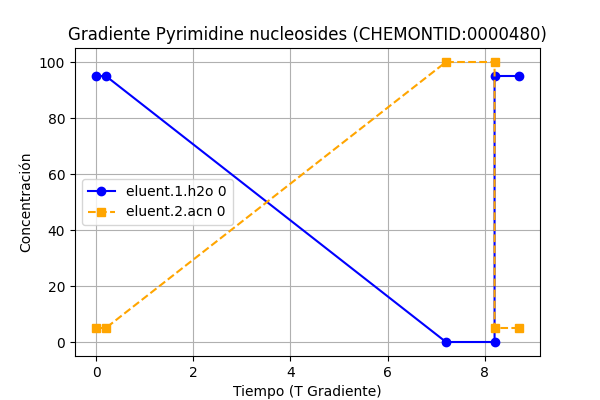 Gradiente Pyrimidine nucleosides (CHEMONTID:0000480)
Concentración
100
80
60
40
20
0
eluent.1.h2o 0
eluent.2.acn 0
0 2 4 6 8
Tiempo (T Gradiente)